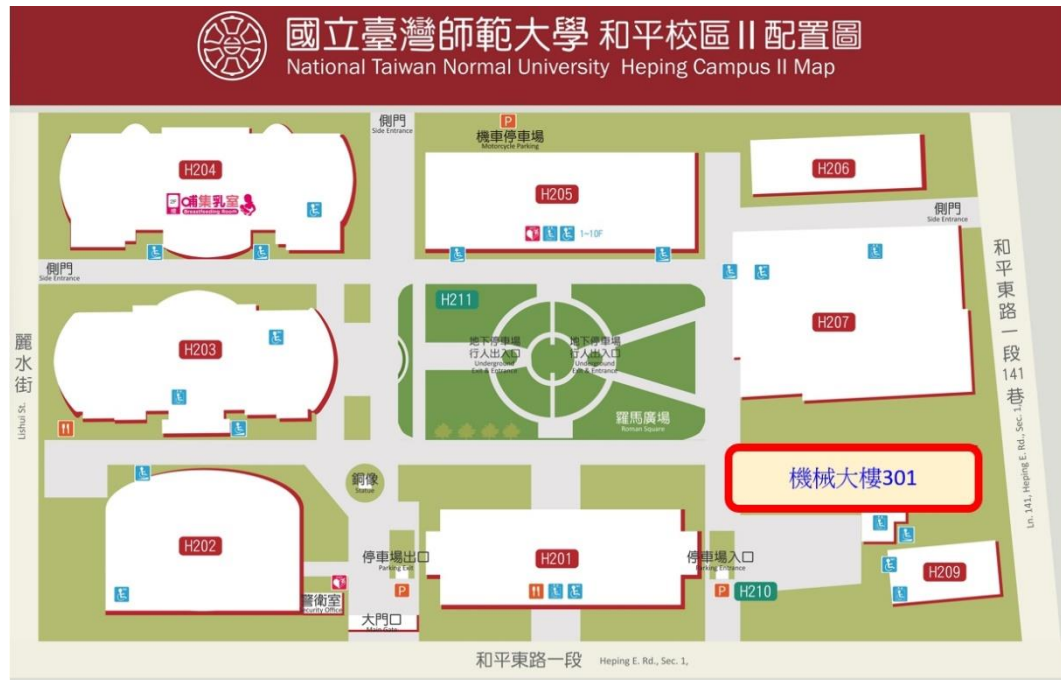 國立臺灣師範大學 和平校區 II 配置圖
National Taiwan Normal University Heping Campus II Map
側門
Side Entrance
P
機車停車場
Motorcycle Parking
H204
哺集乳室
Breastfeeding Room
H205
1~10F
H206
側門
Side Entrance
側門
Side Entrance
H211
H203
地下停車場
行人出入口
Underground
Exit & Entrance
地下停車場
行人出入口
Underground
Exit & Entrance
H207
羅馬廣場
Roman Square
麗水街
Lishui St.
和平東路一段141巷
Ln. 141, Heping E. Rd., Sec. 1,
機械大樓301
銅像
Statue
H202
停車場出口
Parking Exit
P
H201
停車場入口
Parking Entrance
P
H210
H209
警衛室
Security Office
大門口
Main Gate
和平東路一段 Heping E. Rd., Sec. 1,